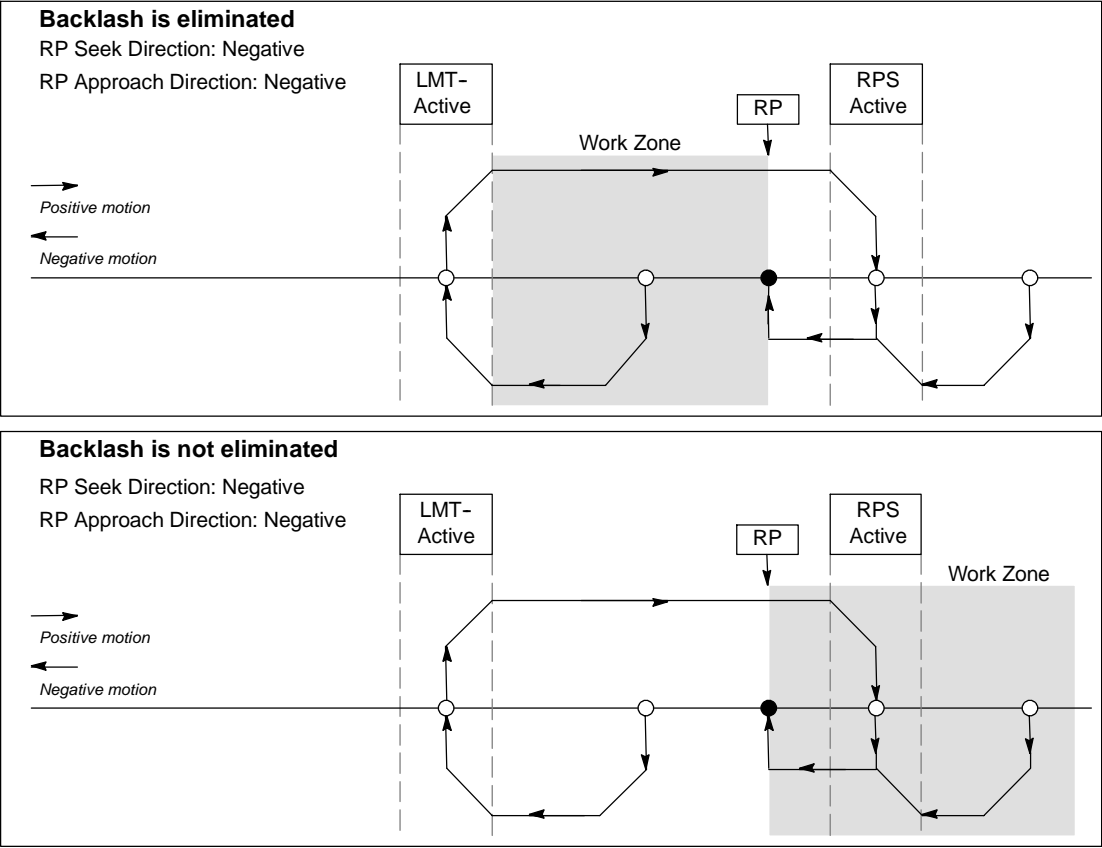 Backlash is eliminated
RP Seek Direction: Negative
RP Approach Direction: Negative
LMT-
Active
RP
RPS
Active
Work Zone
Positive motion
Negative motion
Backlash is not eliminated
RP Seek Direction: Negative
RP Approach Direction: Negative
LMT-
Active
RP
RPS
Active
Work Zone
Positive motion
Negative motion